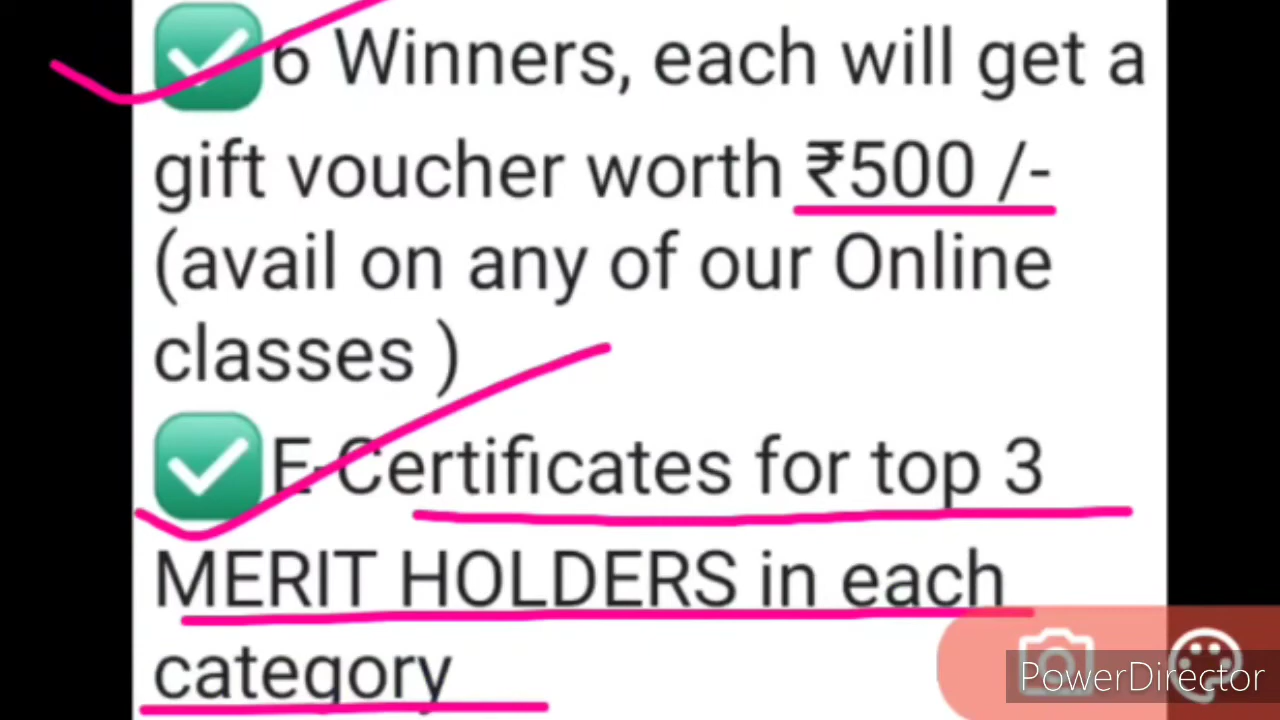 ✅6 Winners, each will get a
gift voucher worth ₹500 /-
(avail on any of our Online
classes )
✅E-Certificates for top 3
MERIT HOLDERS in each
category
PowerDirector